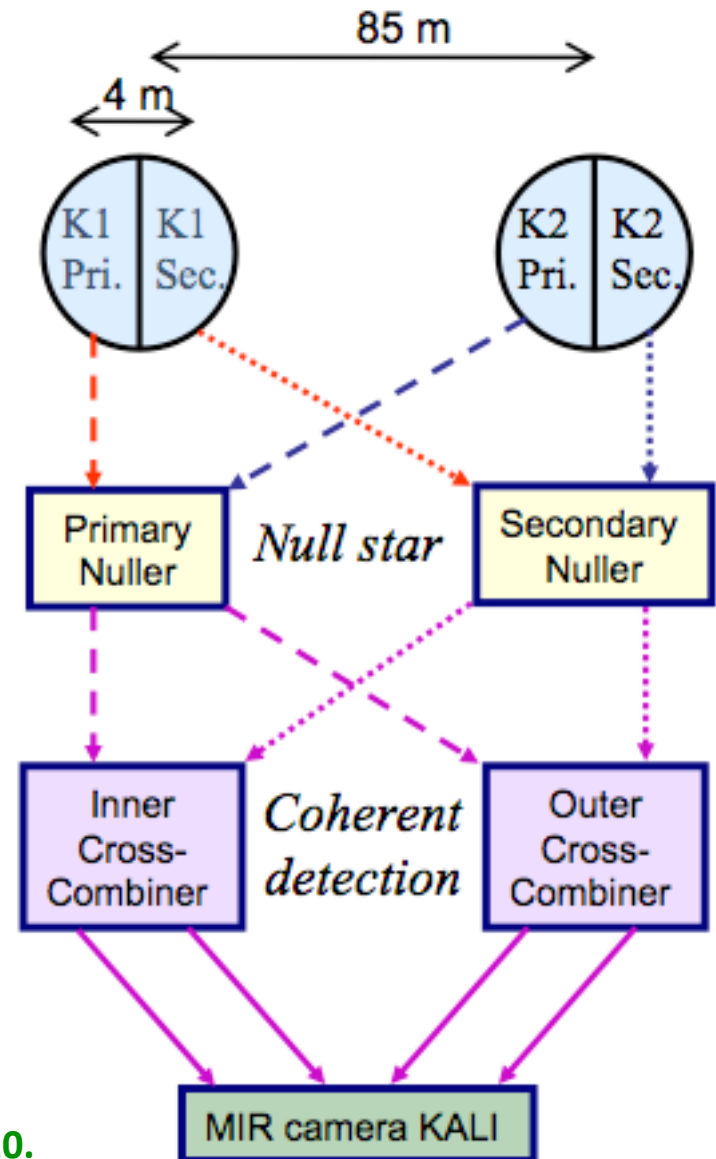 85 m
4 m
K1 K1 K2 K2
Pri. Sec. Pri. Sec.
Primary
Nuller
Null star
Secondary
Nuller
Inner
Cross-
Combiner
Coherent
detection
Outer
Cross-
Combiner
MIR camera KALI
0.